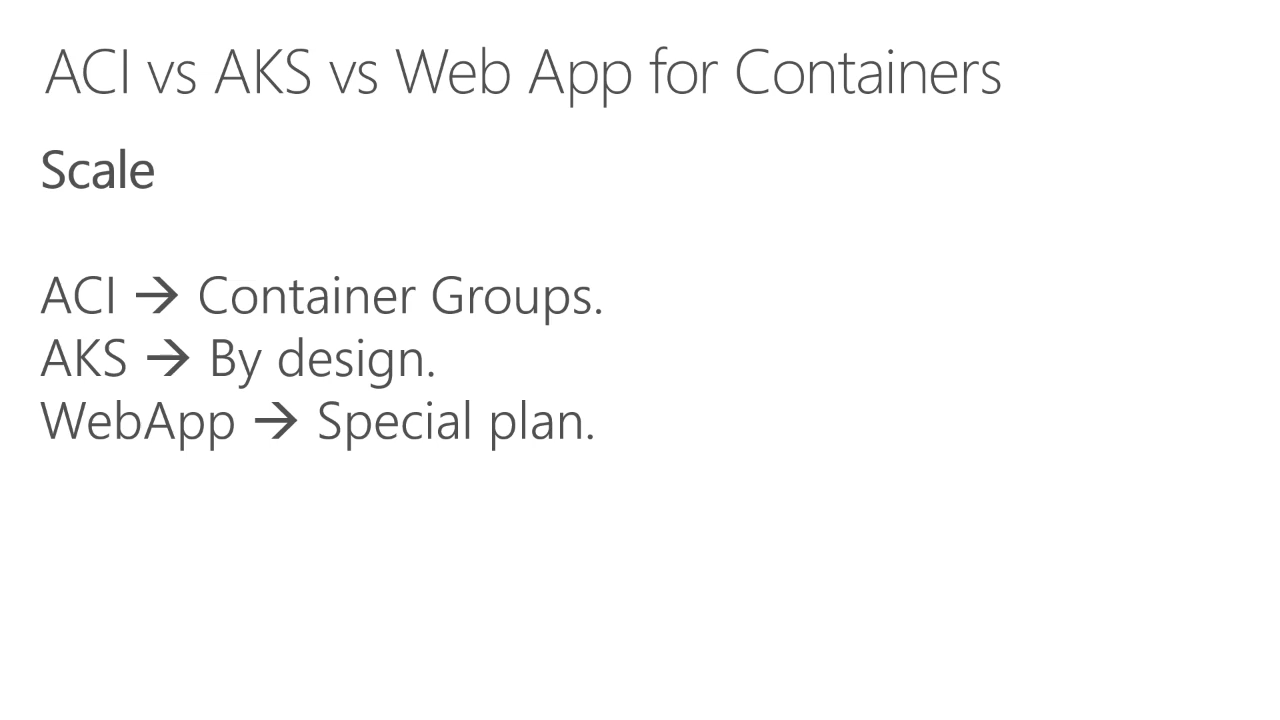 ACI vs AKS vs Web App for Containers
Scale
ACI → Container Groups.
AKS → By design.
WebApp → Special plan.